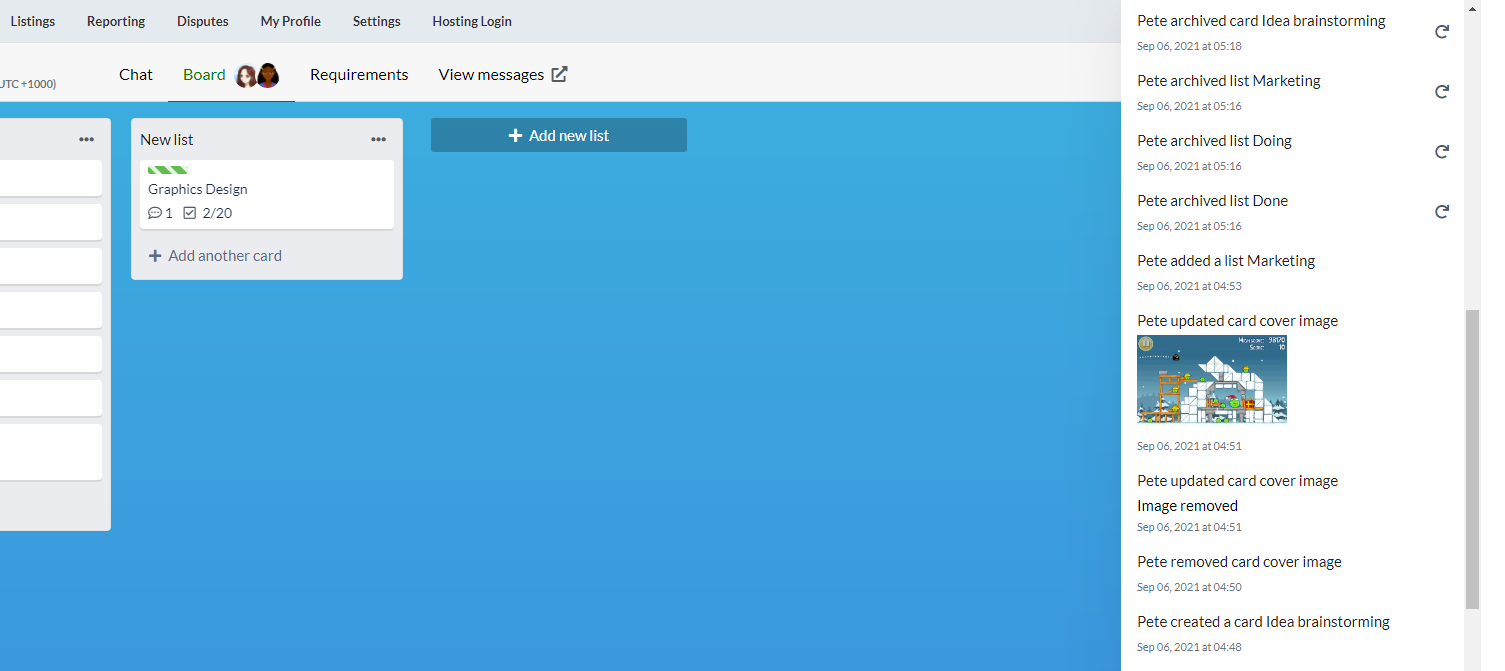 Listings Reporting Disputes My Profile Settings Hosting Login
UTC +1000)
Chat Board Requirements View messages
New list
Graphics Design
1 2/20
Add another card
Add new list
Pete archived card Idea brainstorming
Sep 06, 2021 at 05:18
Pete archived list Marketing
Sep 06, 2021 at 05:16
Pete archived list Doing
Sep 06, 2021 at 05:16
Pete archived list Done
Sep 06, 2021 at 05:16
Pete added a list Marketing
Sep 06, 2021 at 04:53
Pete updated card cover image
Sep 06, 2021 at 04:51
Pete updated card cover image
Image removed
Sep 06, 2021 at 04:51
Pete removed card cover image
Sep 06, 2021 at 04:50
Pete created a card Idea brainstorming
Sep 06, 2021 at 04:48